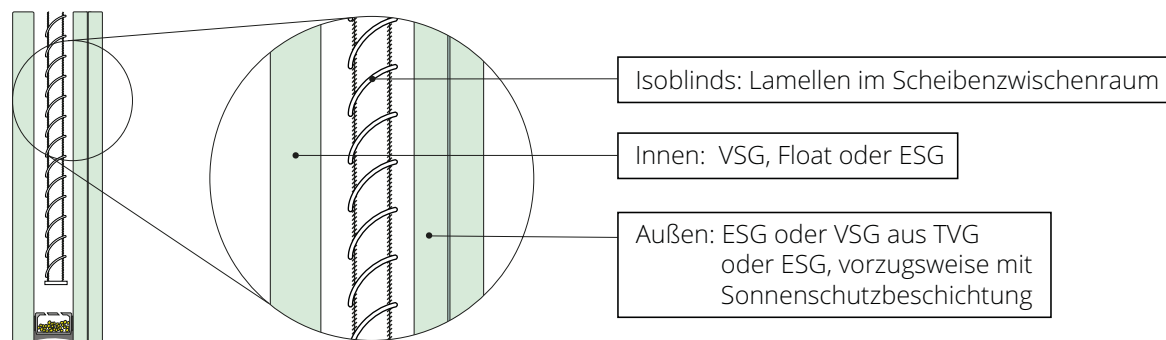 Isoblinds: Lamellen im Scheibenzwischenraum
Innen: VSG, Float oder ESG
Außen: ESG oder VSG aus TVG
oder ESG, vorzugsweise mit
Sonnenschutzbeschichtung